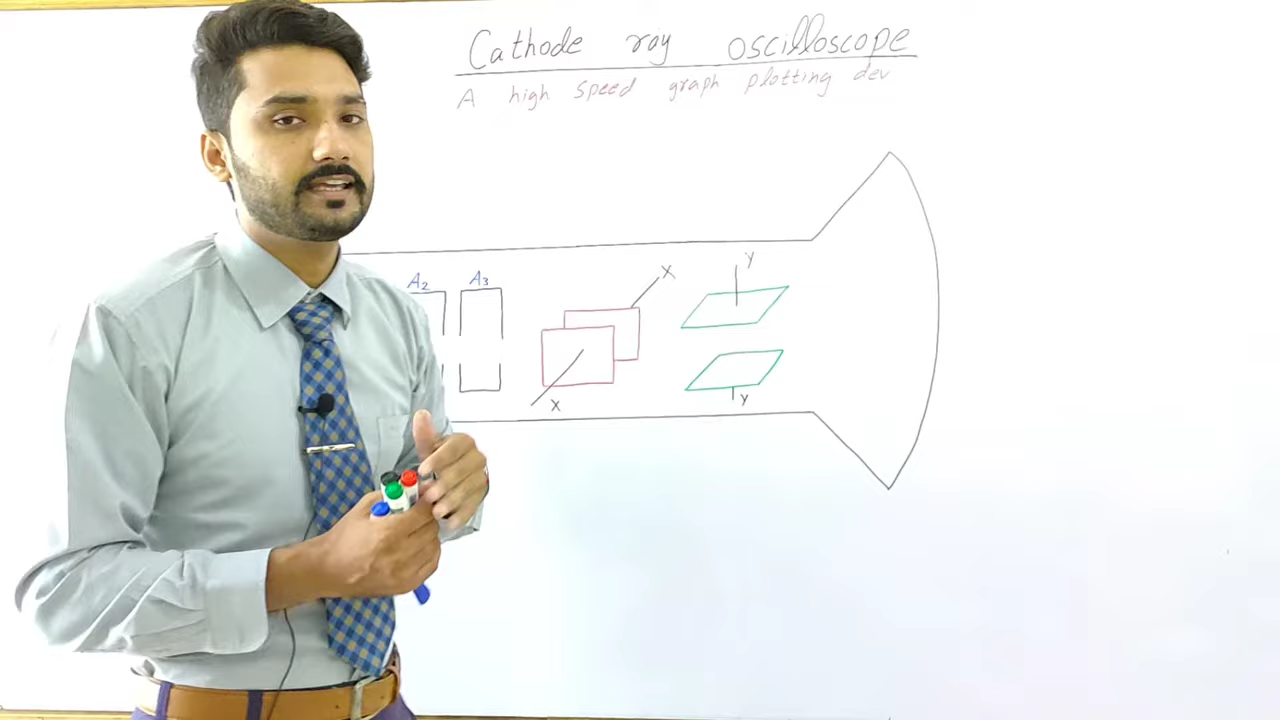 Cathode ray oscilloscope
A high speed graph plotting dev
A2 A3
X
Y
X
Y